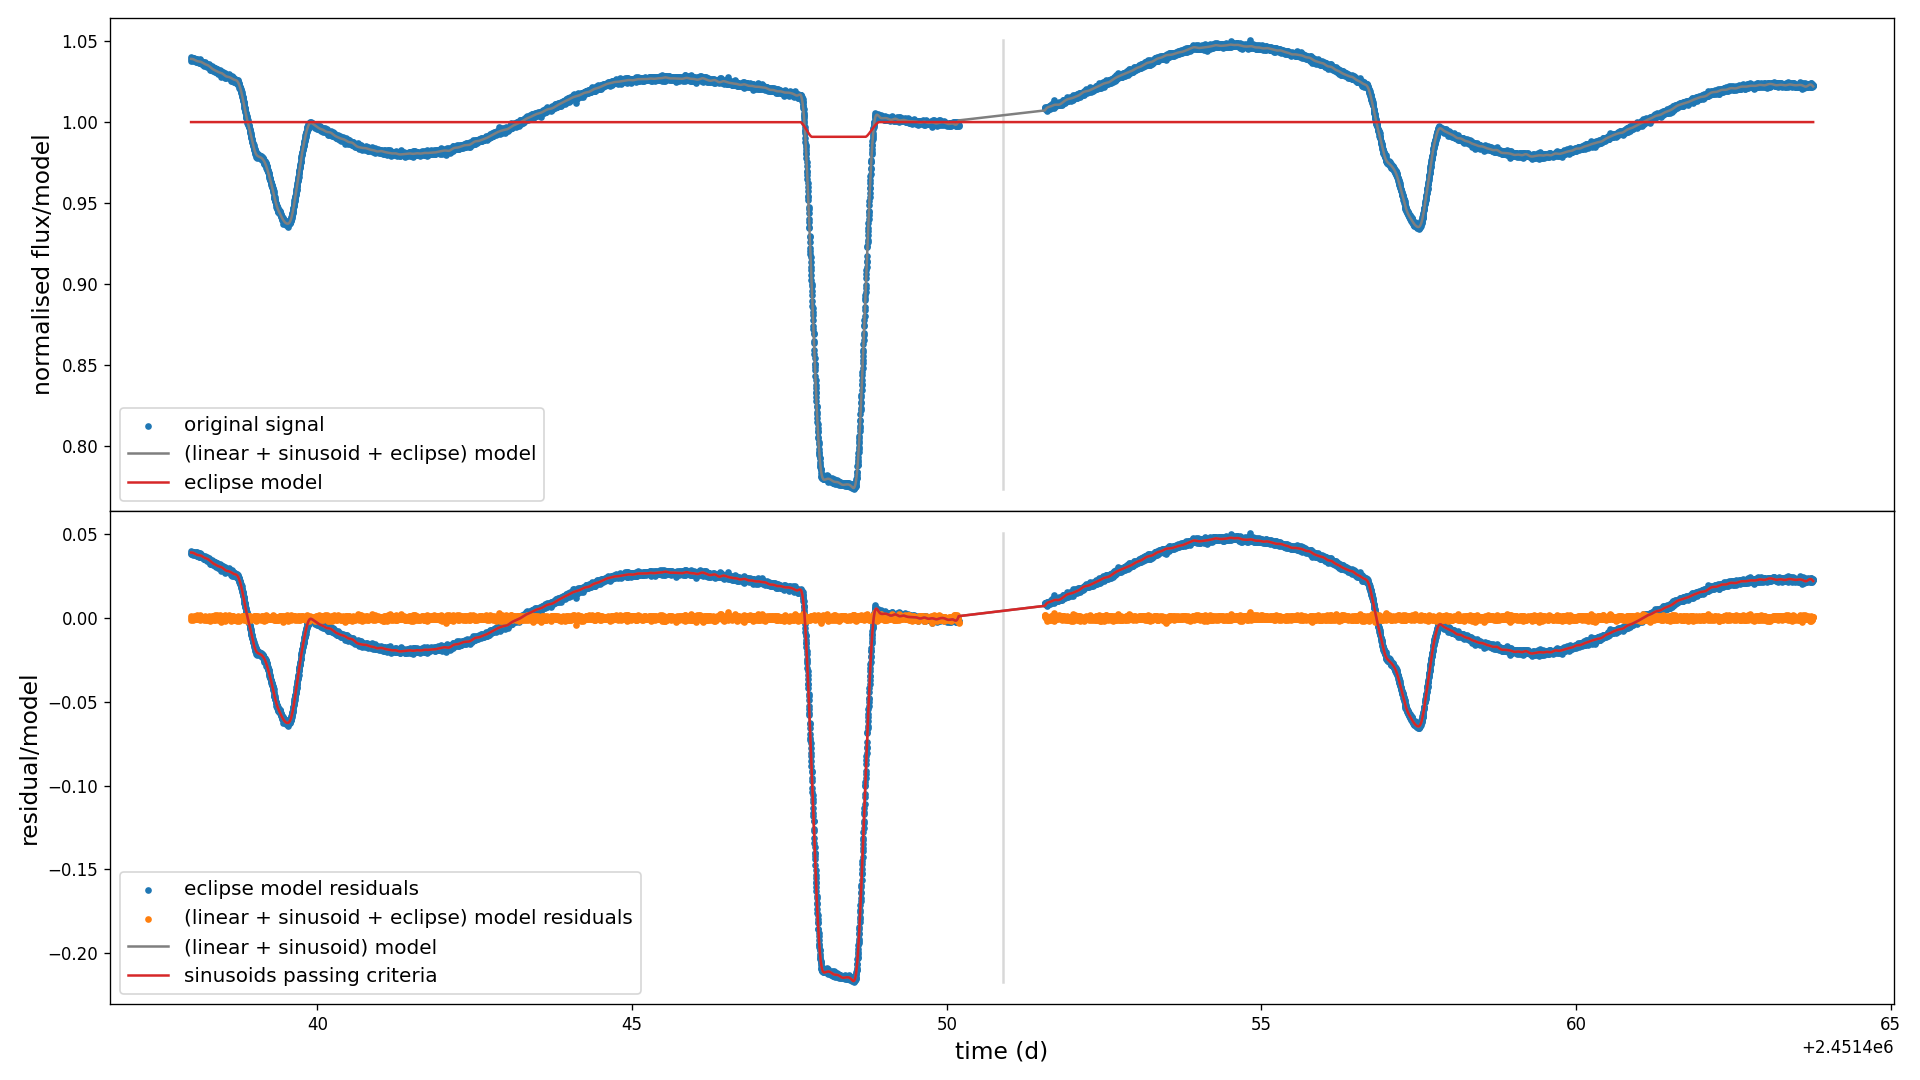 normalised flux/model
1.05
1.00
0.95
0.90
0.85
0.80
original signal
(linear + sinusoid + eclipse) model
eclipse model
residual/model
0.05
0.00
−0.05
−0.10
−0.15
−0.20
eclipse model residuals
(linear + sinusoid + eclipse) model residuals
(linear + sinusoid) model
sinusoids passing criteria
40
45
50
55
60
65
time (d)
+2.4514e6